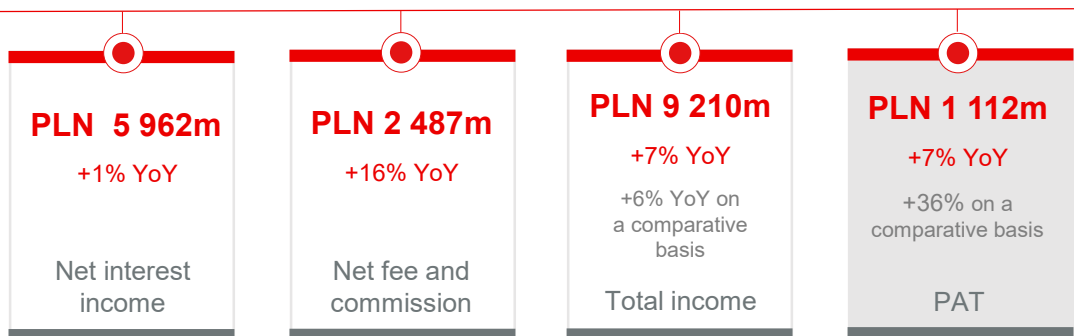 PLN 5 962m
+1% YoY
Net interest
income
PLN 2 487m
+16% YoY
Net fee and
commission
PLN 9 210m
+7% YoY
+6% YoY on
a comparative
basis
Total income
PLN 1 112m
+7% YoY
+36% on a
comparative basis
PAT